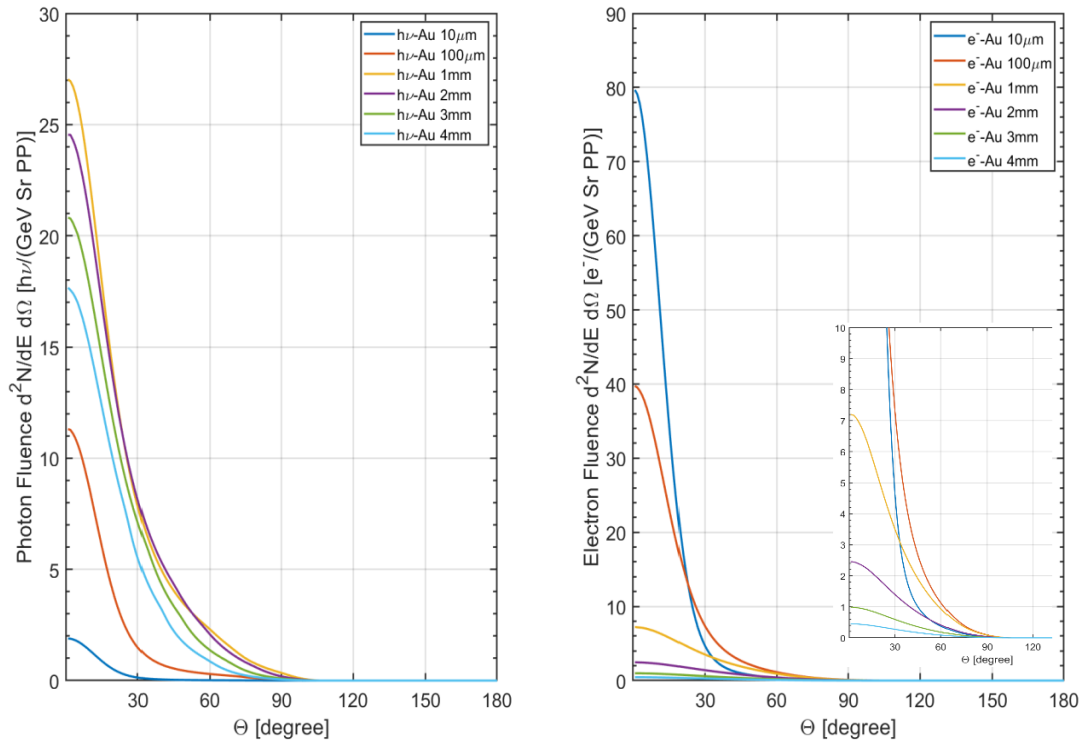 30
25
20
15
10
5
0
30
60
90
120
150
180
Photon Fluence d²N/dE dΩ [hν/(GeV Sr PP)]
Θ [degree]
hν-Au 10μm
hν-Au 100μm
hν-Au 1mm
hν-Au 2mm
hν-Au 3mm
hν-Au 4mm
90
80
70
60
50
40
30
20
10
0
30
60
90
120
150
180
Electron Fluence d²N/dE dΩ [e⁻/(GeV Sr PP)]
Θ [degree]
e⁻-Au 10μm
e⁻-Au 100μm
e⁻-Au 1mm
e⁻-Au 2mm
e⁻-Au 3mm
e⁻-Au 4mm
10
9
8
7
6
5
4
3
2
1
0
30
60
90
120
Θ [degree]